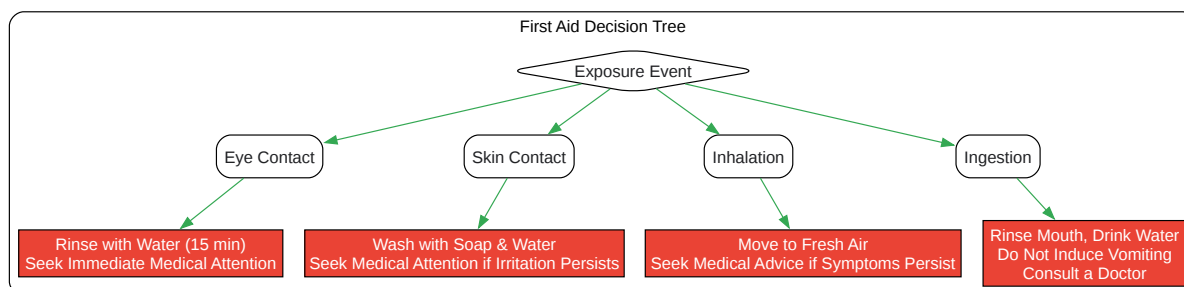 First Aid Decision Tree
Exposure Event
Eye Contact
Skin Contact
Inhalation
Ingestion
Rinse with Water (15 min)
Seek Immediate Medical Attention
Wash with Soap & Water
Seek Medical Attention if Irritation Persists
Move to Fresh Air
Seek Medical Advice if Symptoms Persist
Rinse Mouth, Drink Water
Do Not Induce Vomiting
Consult a Doctor